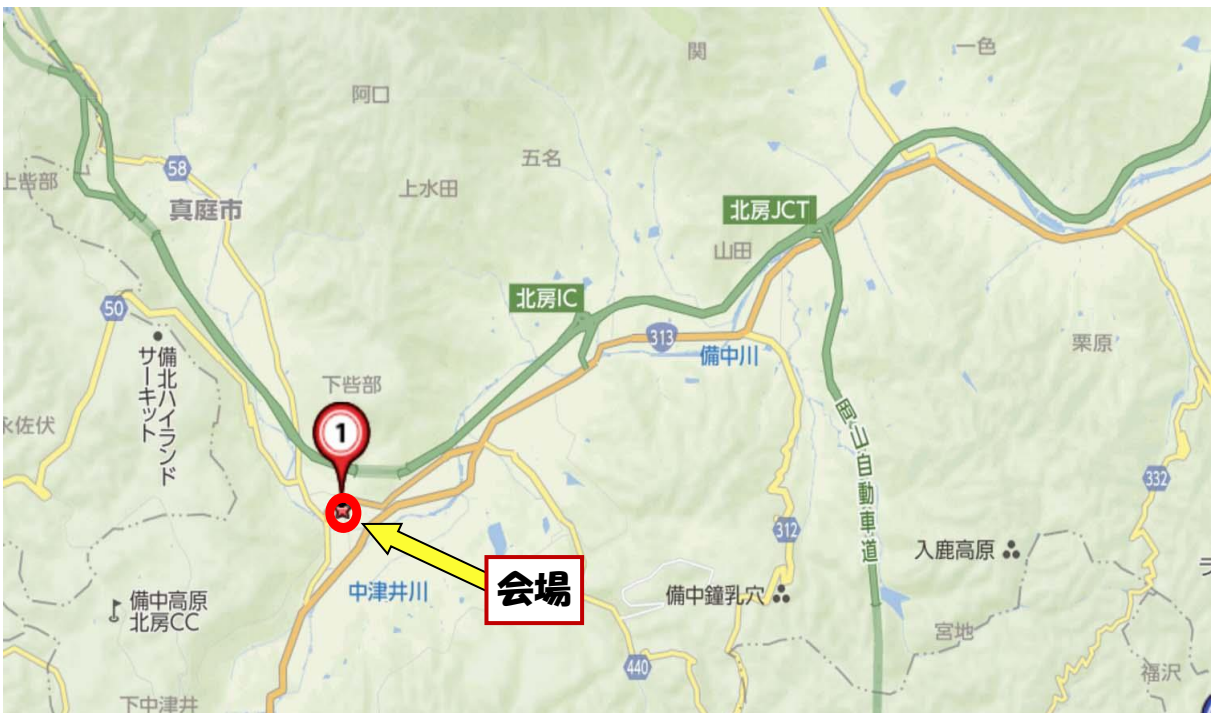 関
一色
阿口
五名
58
上呰部
上水田
真庭市
北房JCT
山田
北房IC
50
313
備中川
栗原
備北ハイランド
サーキット
下呰部
佐伏
1
岡山自動車道
332
312
入鹿高原
会場
中津井川
備中鐘乳穴
備中高原
北房CC
宮地
440
福沢
下中津井